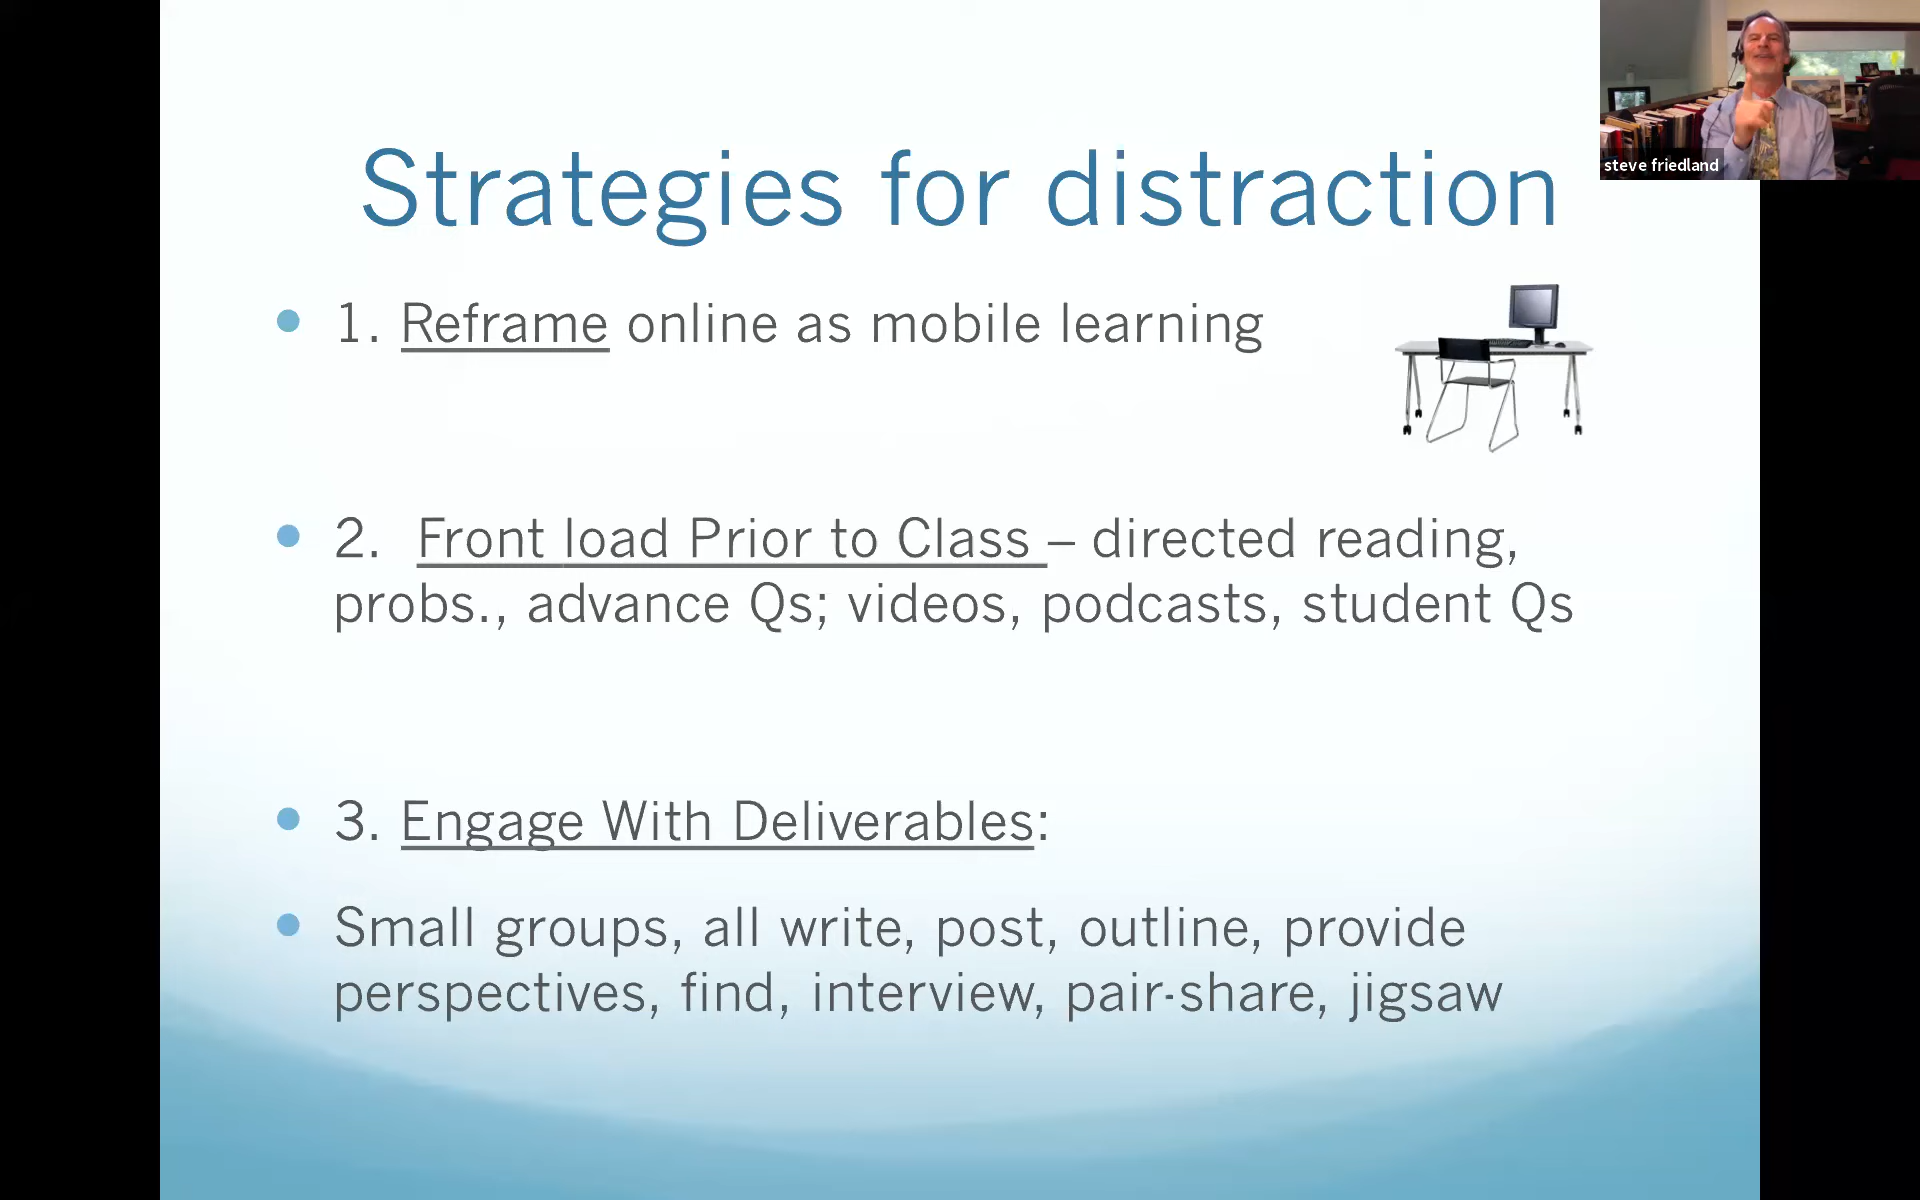 steve friedland
Strategies for distraction
1. Reframe online as mobile learning
2. Front load Prior to Class – directed reading,
probs., advance Qs; videos, podcasts, student Qs
3. Engage With Deliverables:
Small groups, all write, post, outline, provide
perspectives, find, interview, pair-share, jigsaw